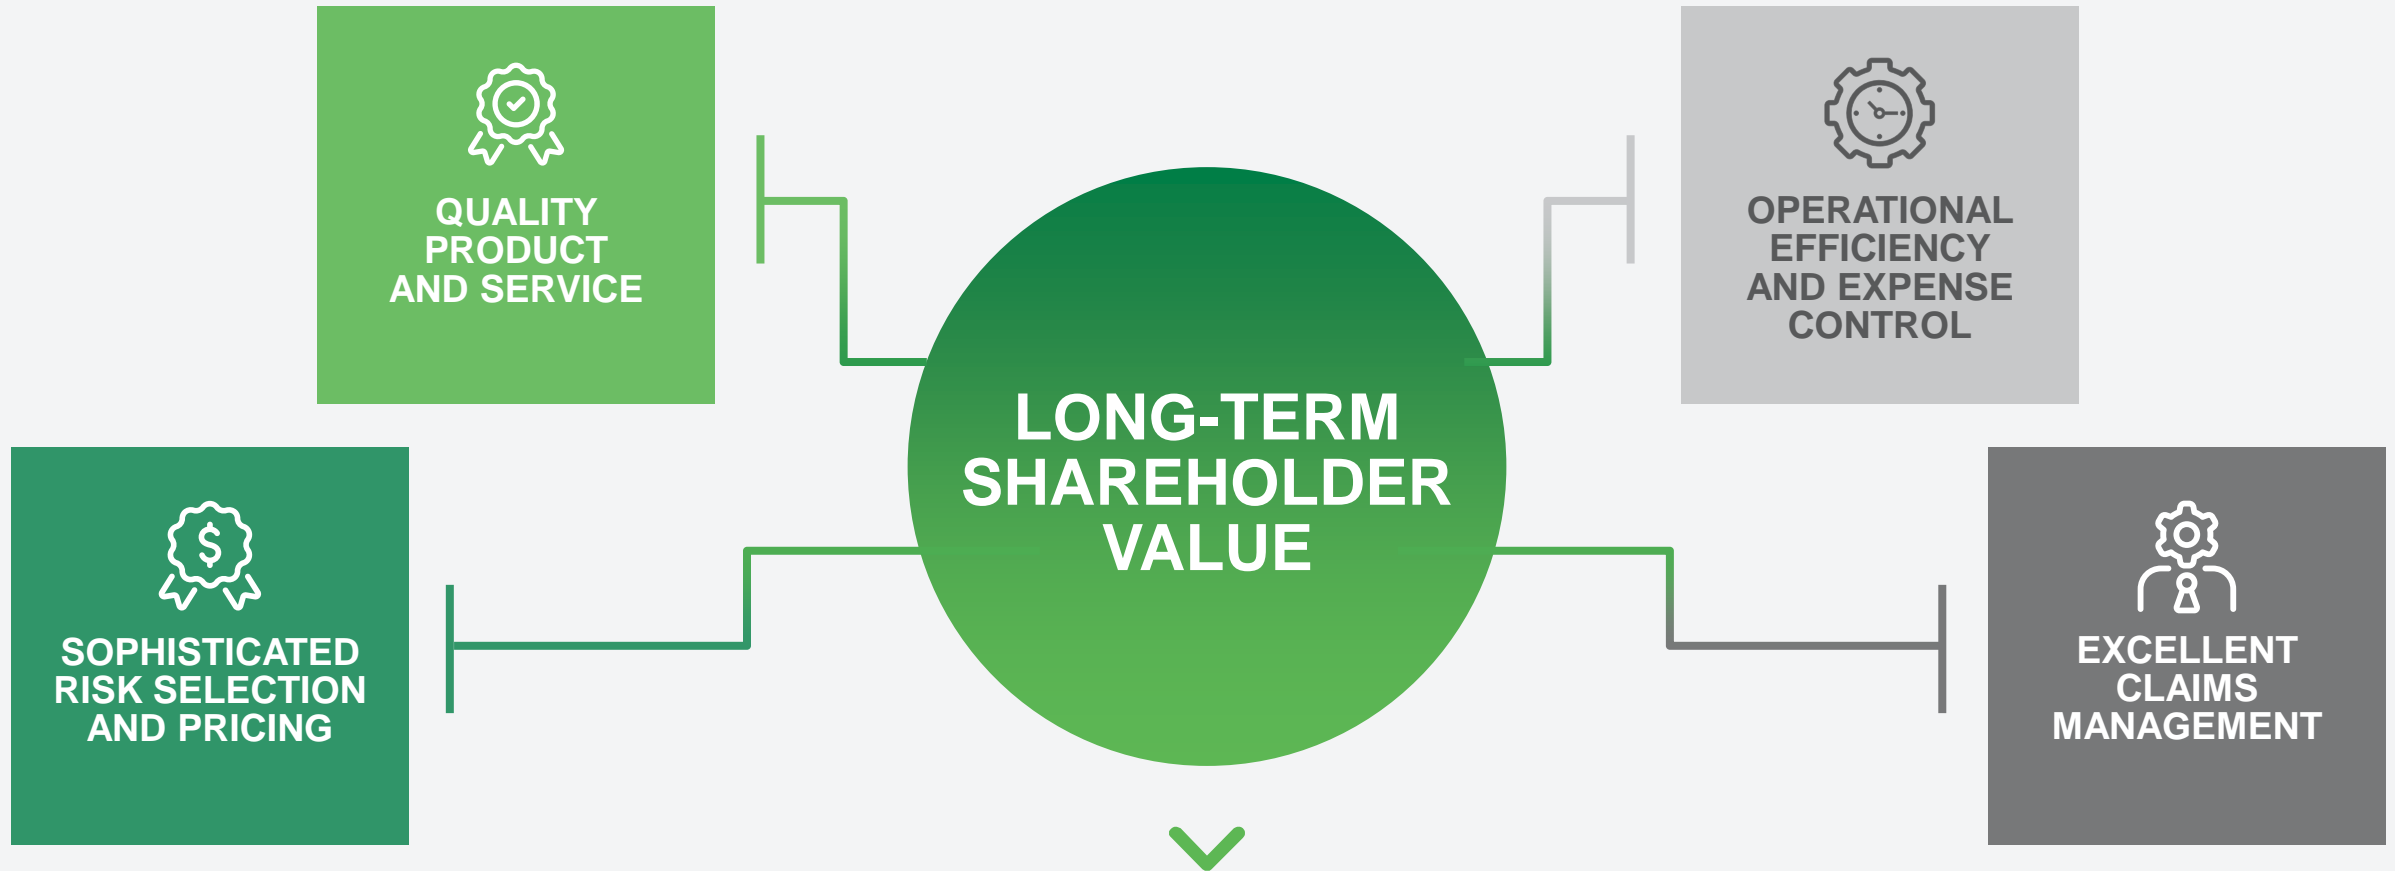 QUALITY
PRODUCT
AND SERVICE
OPERATIONAL
EFFICIENCY
AND EXPENSE
CONTROL
LONG-TERM
SHAREHOLDER
VALUE
$
SOPHISTICATED
RISK SELECTION
AND PRICING
EXCELLENT
CLAIMS
MANAGEMENT